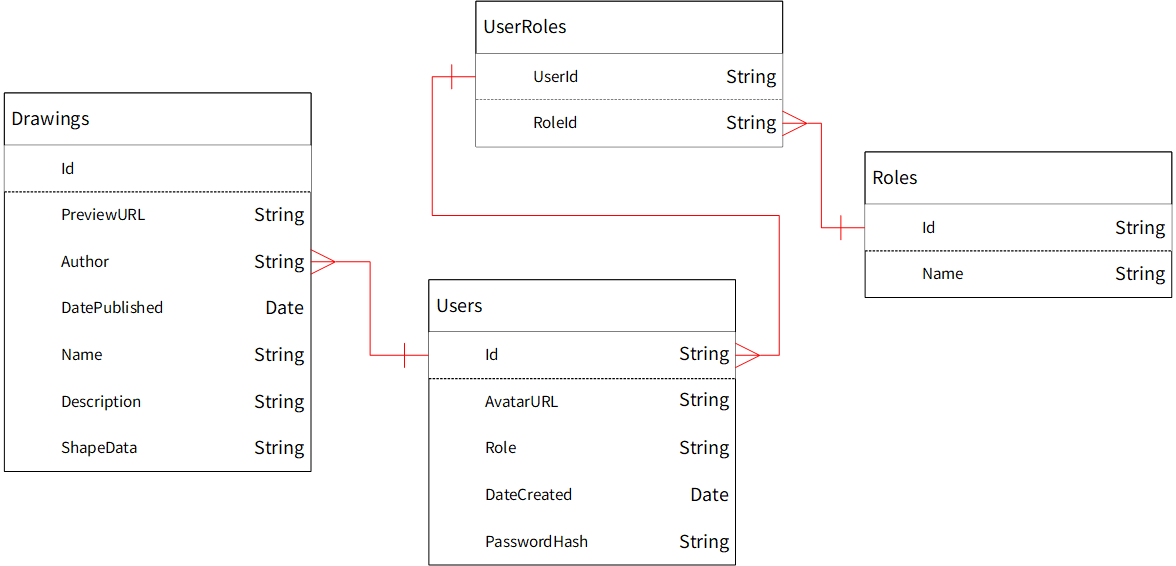 UserRoles
UserId String
RoleId String
Drawings
Id
PreviewURL String
Author String
DatePublished Date
Name String
Description String
ShapeData String
Users
Id String
AvatarURL String
Role String
DateCreated Date
PasswordHash String
Roles
Id String
Name String